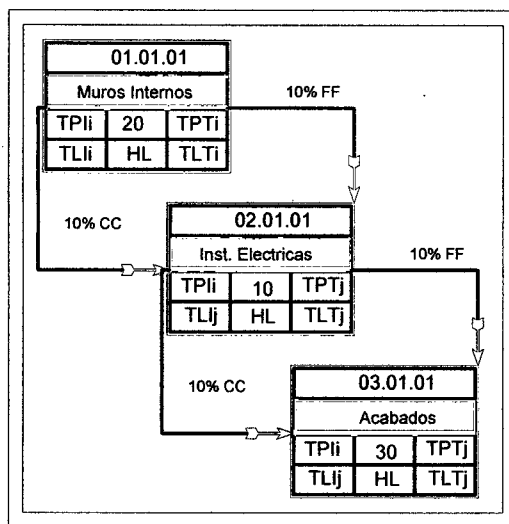 01.01.01
Muros Internos
10% FF
TPIi 20 TPTi
TLIi HL TLTi
10% CC
02.01.01
Inst. Electricas
10% FF
TPIi 10 TPTj
TLIj HL TLTj
10% CC
03.01.01
Acabados
TPIi 30 TPTj
TLIj HL TLTj